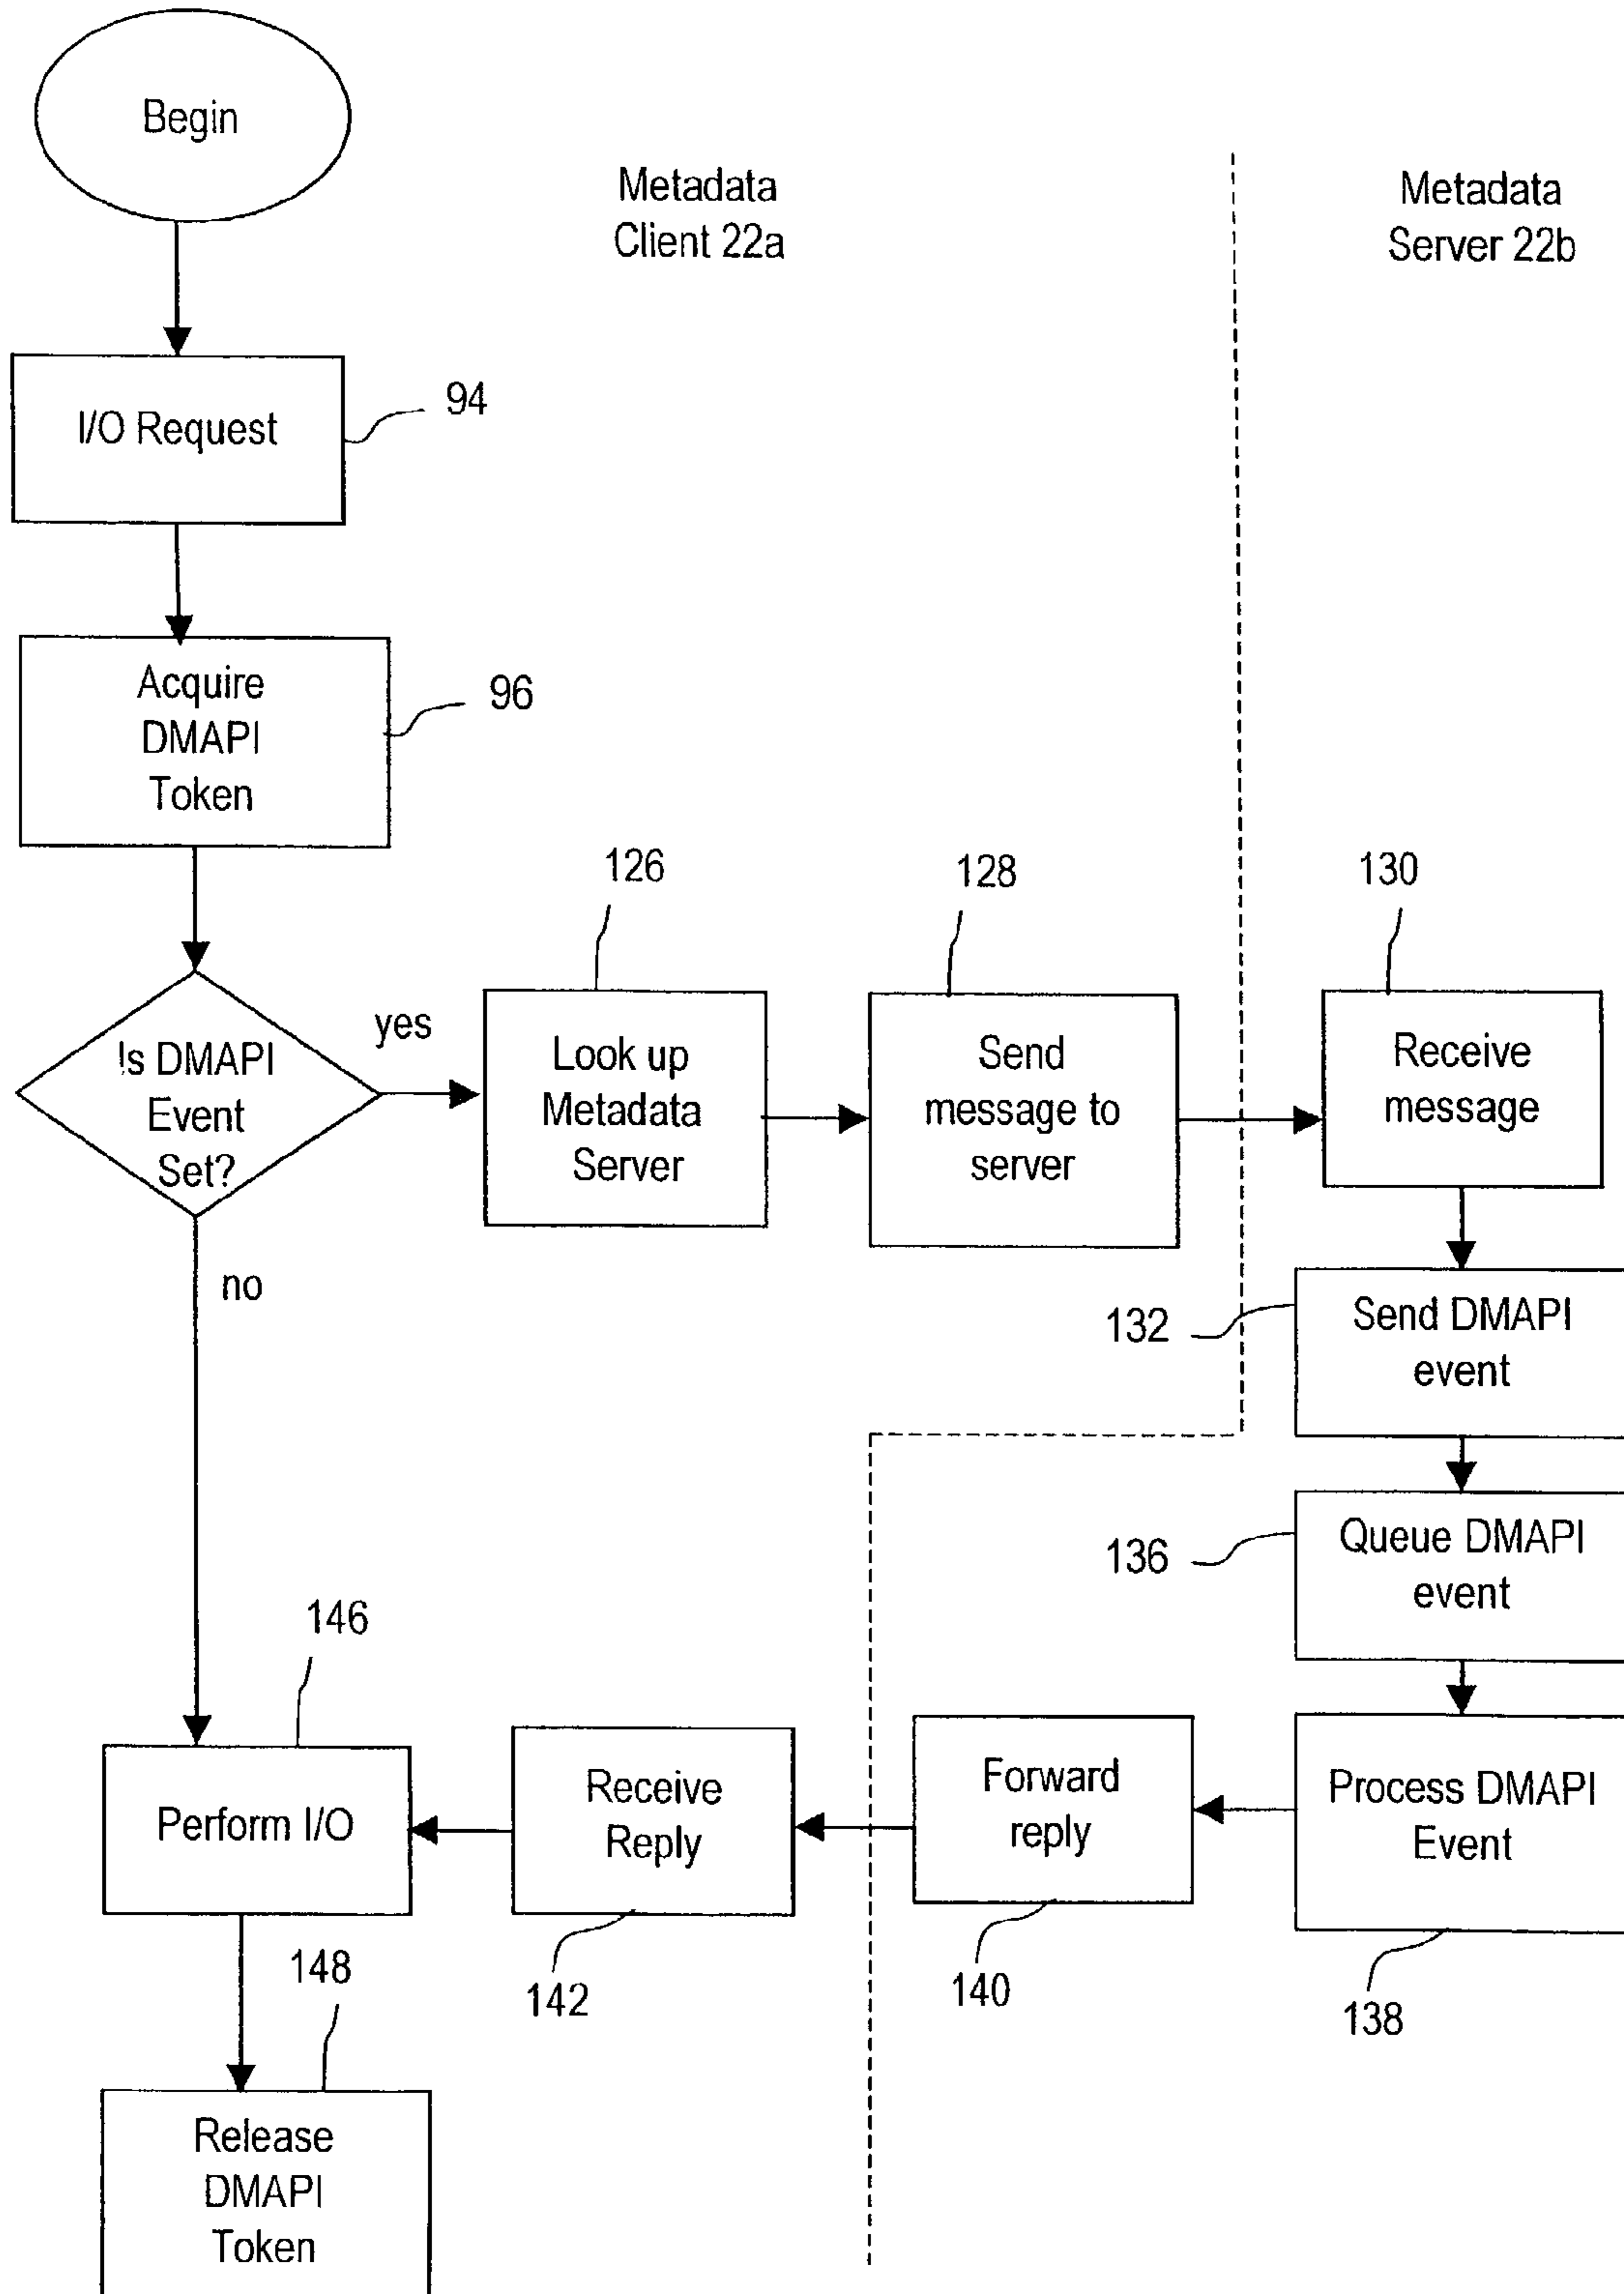 Begin
Metadata
Client 22a
Metadata
Server 22b
I/O Request
94
Acquire
DMAPI
Token
96
126
128
130
Is DMAPI
Event
Set?
yes
Look up
Metadata
Server
Send
message to
server
Receive
message
no
132
Send DMAPI
event
136
Queue DMAPI
event
146
Perform I/O
Receive
Reply
Forward
reply
Process DMAPI
Event
148
142
140
138
Release
DMAPI
Token